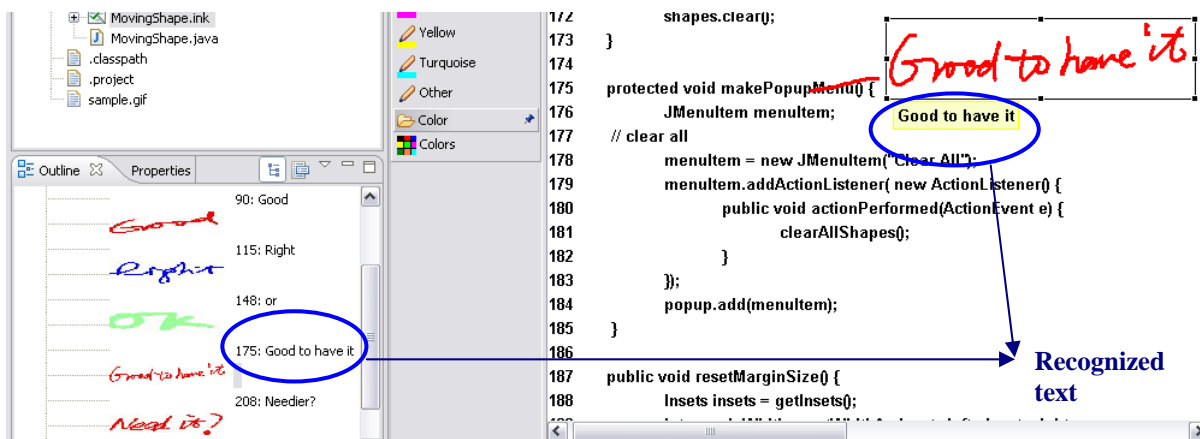 MovingShape.ink
MovingShape.java
.classpath
.project
sample.gif
Outline
Properties
90: Good
Good
115: Right
Right
148: or
OK
175: Good to have it
Good to have it
208: Needier?
Need it?
Yellow
Turquoise
Other
Color
Colors
172 shapes.clear();
173 }
174
175 protected void makePopupMenu() {
176 JMenuItem menuItem;
177 // clear all
178 menuItem = new JMenuItem("Clear All");
179 menuItem.addActionListener( new ActionListener() {
180 public void actionPerformed(ActionEvent e) {
181 clearAllShapes();
182 }
183 });
184 popup.add(menuItem);
185 }
186
187 public void resetMarginSize() {
188 Insets insets = getInsets();
Good to have it
Good to have it
Recognized
text